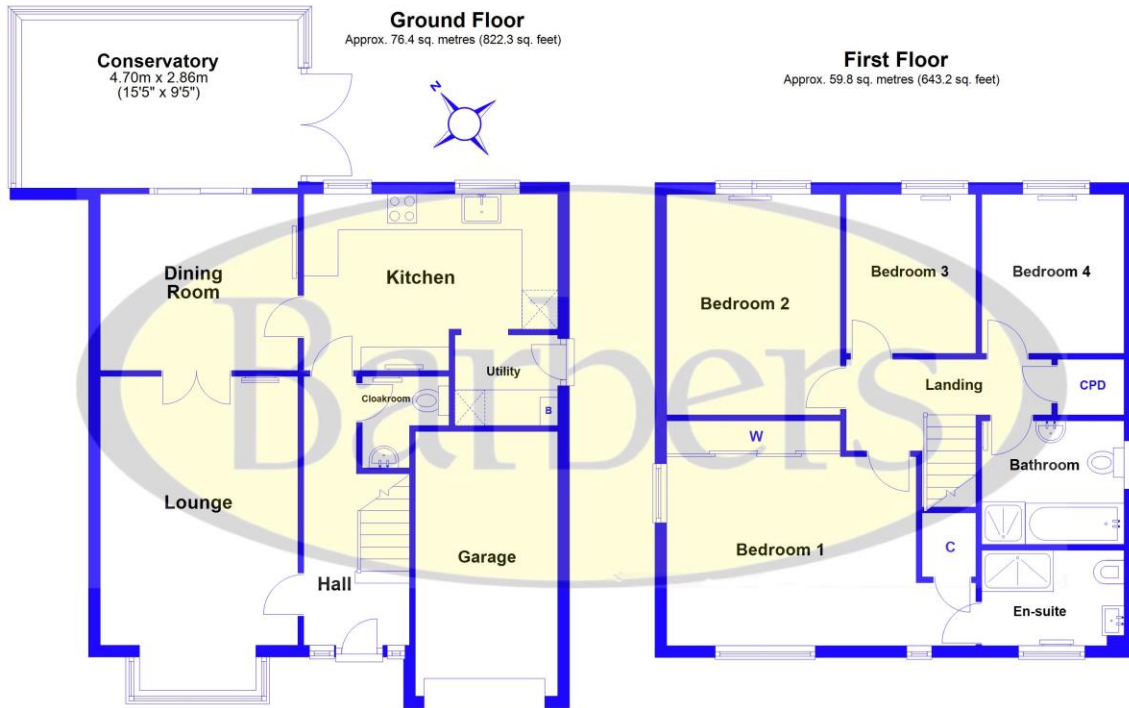 Ground Floor
Approx. 76.4 sq. metres (822.3 sq. feet)
Conservatory
4.70m x 2.86m
(15'5" x 9'5")
N
Dining
Room
Kitchen
Utility
B
Cloakroom
Lounge
Hall
Garage
First Floor
Approx. 59.8 sq. metres (643.2 sq. feet)
Bedroom 2
Bedroom 3
Bedroom 4
Landing
CPD
W
Bathroom
Bedroom 1
C
En-suite
Barbers